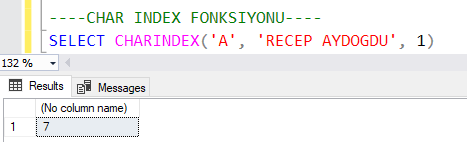 ----CHAR INDEX FONKSIYONU----
SELECT CHARINDEX('A', 'RECEP AYDOGDU', 1)
132 %
Results Messages
(No column name)
1 7